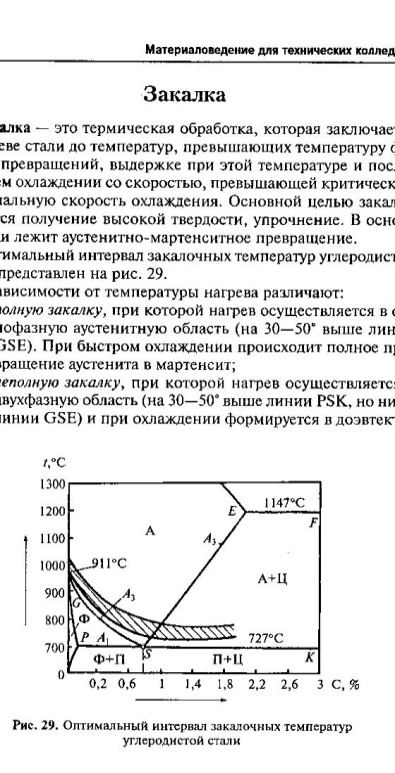 Материаловедение для технических коллед
Закалка
алка — это термическая обработка, которая заключае
еве стали до температур, превышающих температуру ф
превращений, выдержке при этой температуре и посл
ем охлаждении со скоростью, превышающей критическ
альную скорость охлаждения. Основной целью закал
ся получение высокой твердости, упрочнение. В осно
и лежит аустенитно-мартенситное превращение.
тимальный интервал закалочных температур углеродист
представлен на рис. 29.
ависимости от температуры нагрева различают:
олную закалку, при которой нагрев осуществляется в о
нофазную аустенитную область (на 30—50° выше лин
GSE). При быстром охлаждении происходит полное пр
вращение аустенита в мартенсит;
еполную закалку, при которой нагрев осуществляетс
двухфазную область (на 30—50° выше линии PSK, но ни
линии GSE) и при охлаждении формируется в доэвтект
t,°C
1300
1200
1100
1000
900
800
700
0
E
1147°C
F
A
A3
911°C
А+Ц
G
A3
Ф
P
A1
S
727°C
K
Ф+П
П+Ц
0,2 0,6 1 1,4 1,8 2,2 2,6 3 C, %
Рис. 29. Оптимальный интервал закалочных температур
углеродистой стали